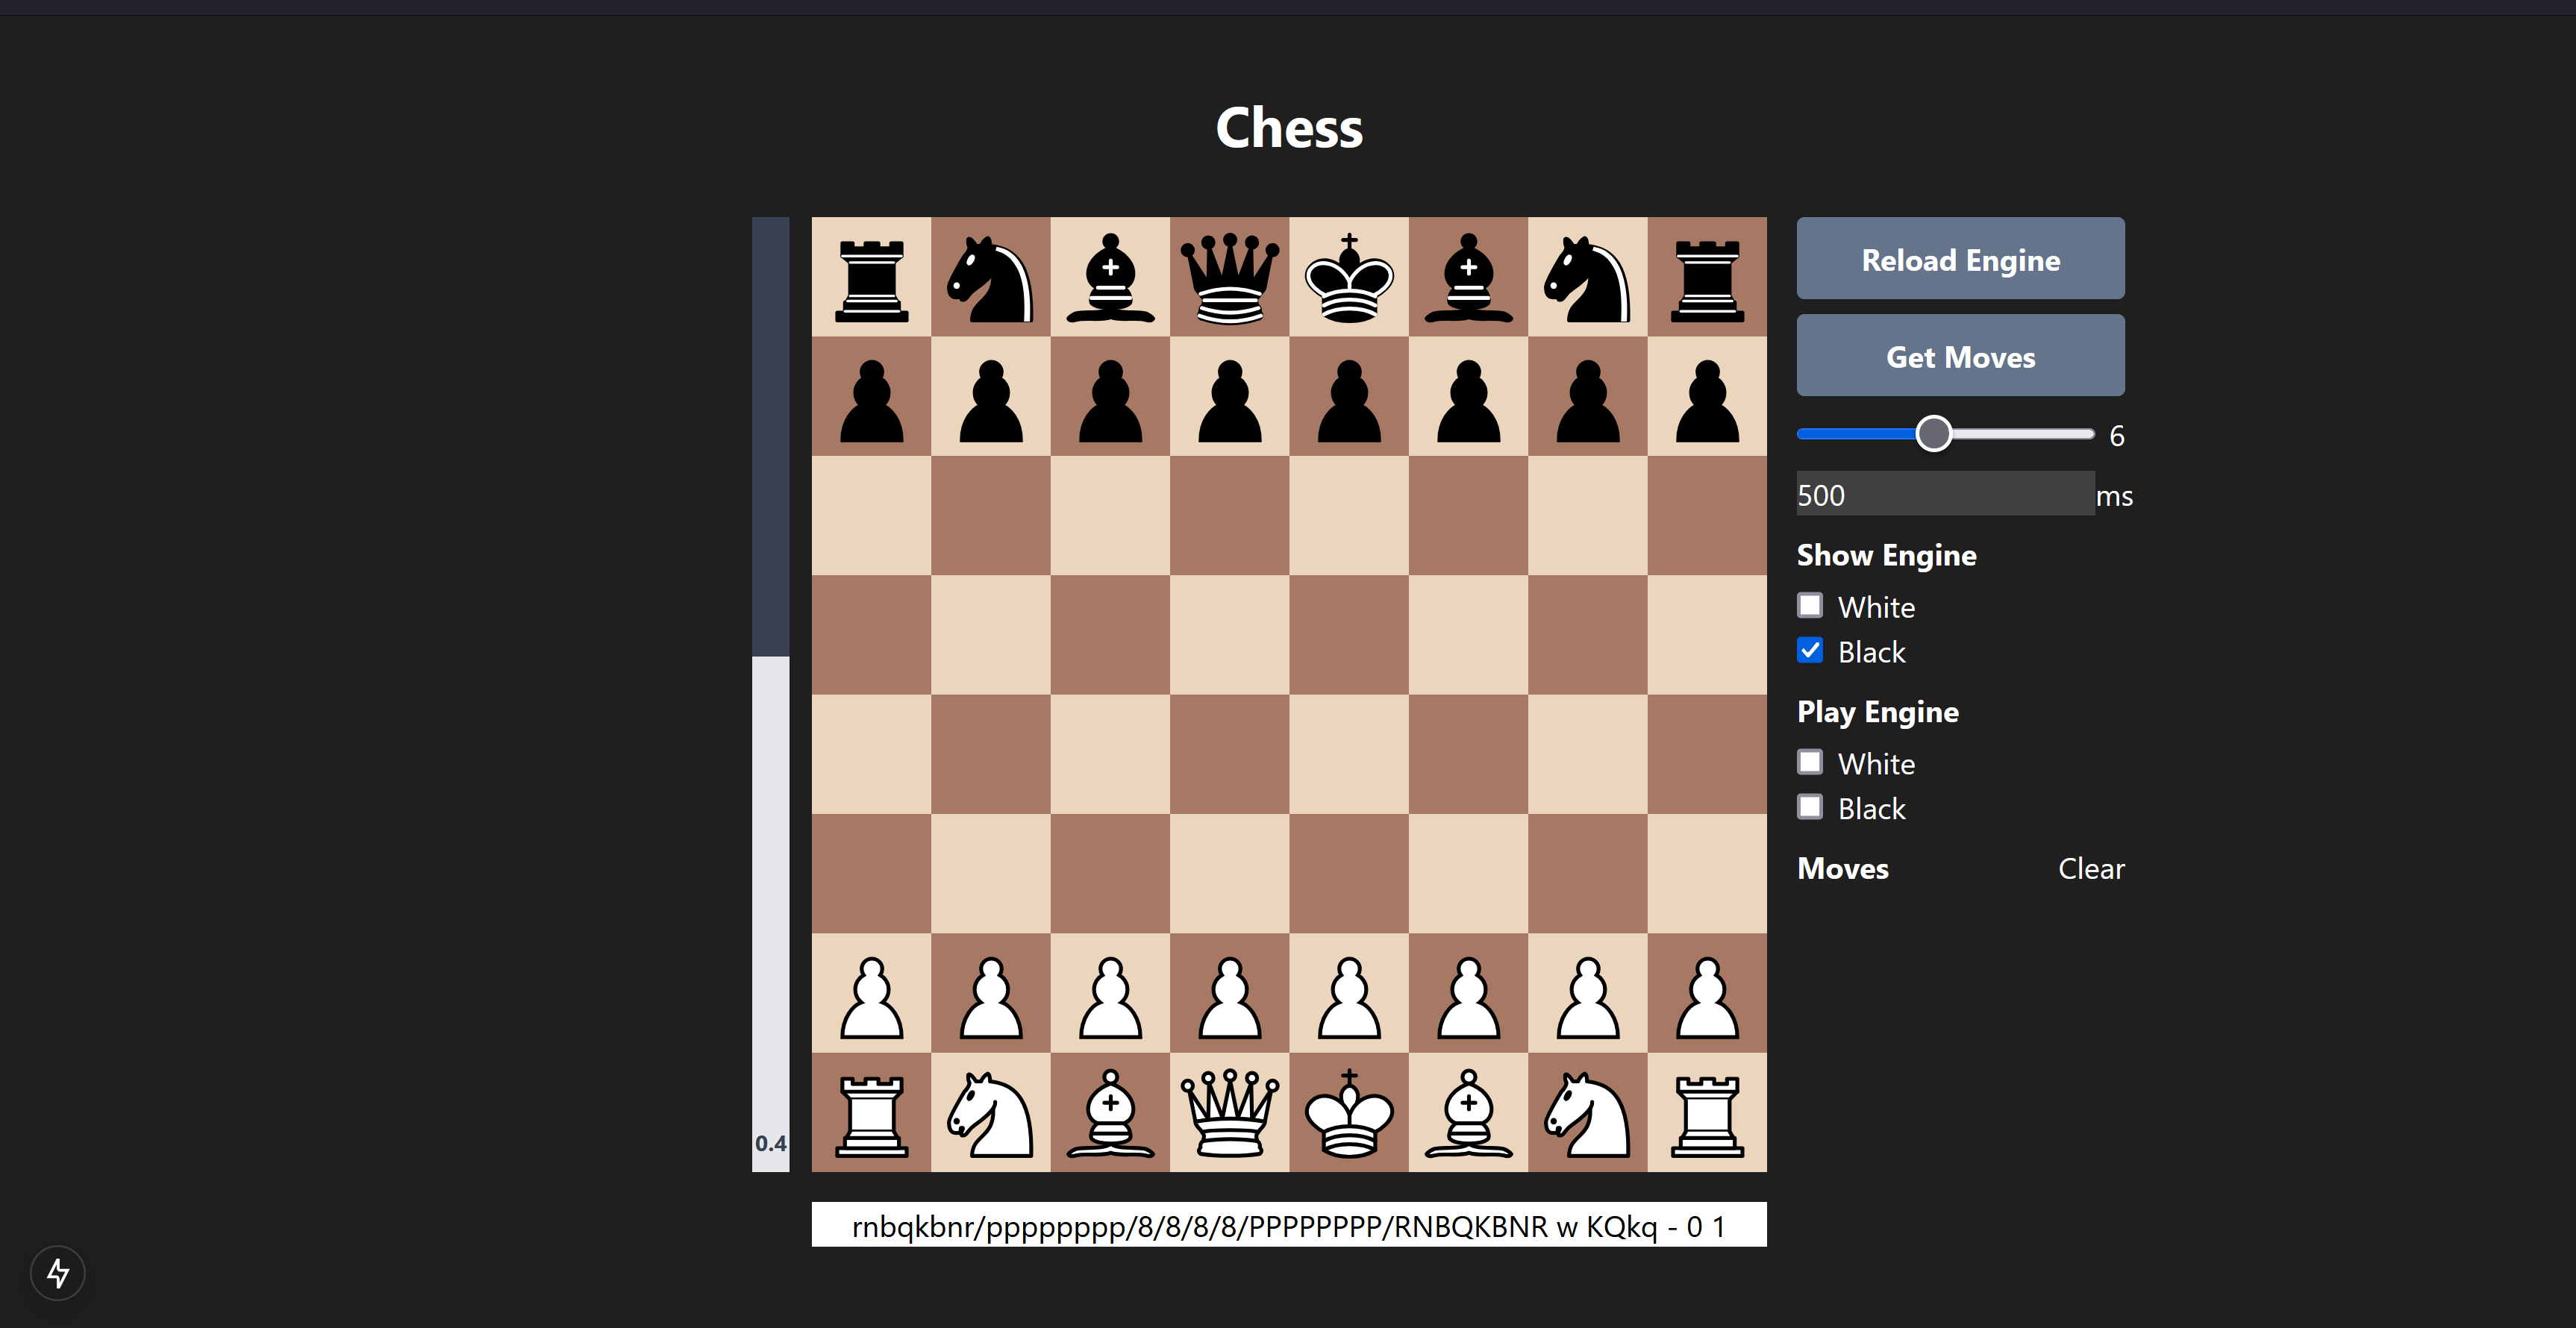 Chess
Reload Engine
Get Moves
6
500 ms
Show Engine
White
Black
Play Engine
White
Black
Moves Clear
0.4
rnbqkbnr/pppppppp/8/8/8/8/PPPPPPPP/RNBQKBNR w KQkq - 0 1